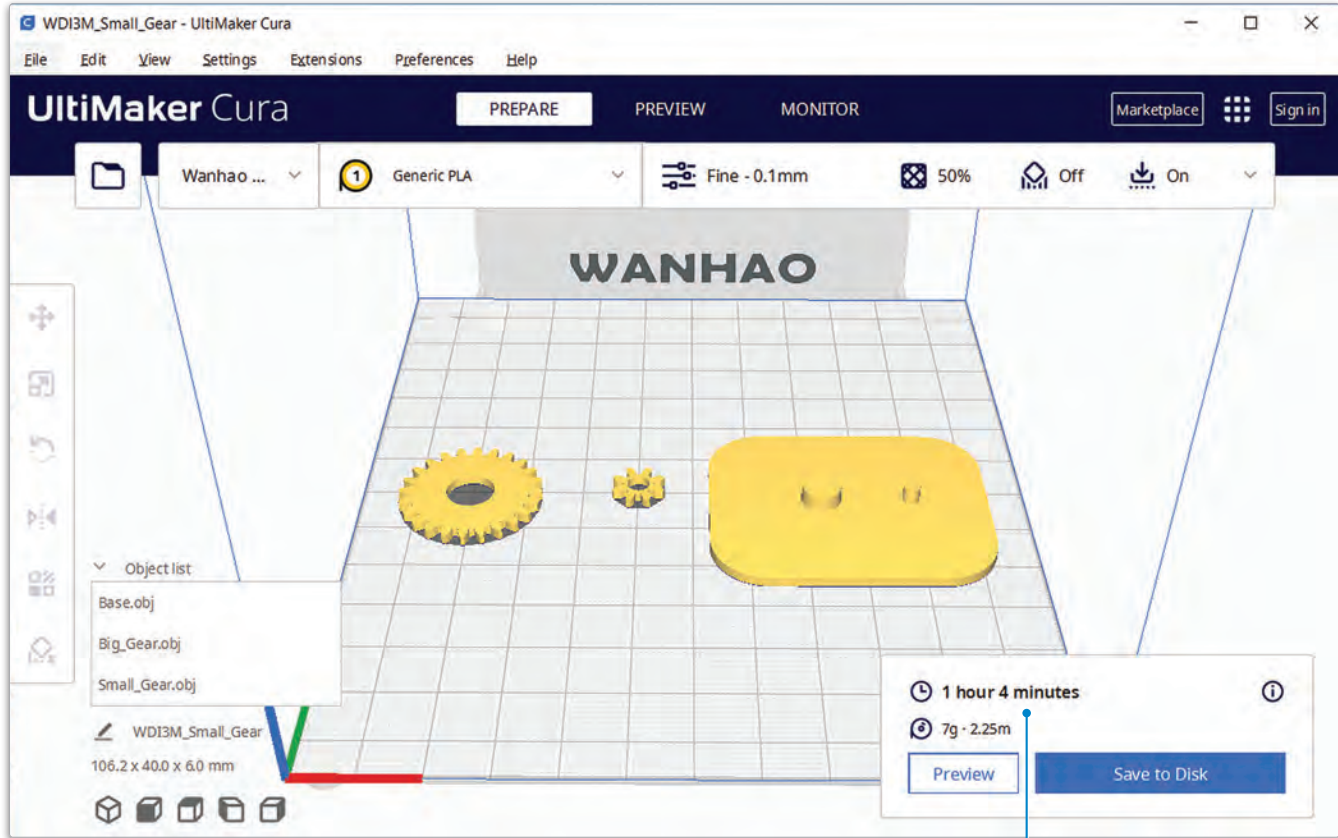 WDI3M_Small_Gear - UltiMaker Cura
File Edit View Settings Extensions Preferences Help
UltiMaker Cura PREPARE PREVIEW MONITOR Marketplace Sign in
Wanhao ... 1 Generic PLA Fine - 0.1mm 50% Off On
WANHAO
Object list
Base.obj
Big_Gear.obj
Small_Gear.obj
WDI3M_Small_Gear
106.2 x 40.0 x 6.0 mm
1 hour 4 minutes
7g · 2.25m
Preview Save to Disk